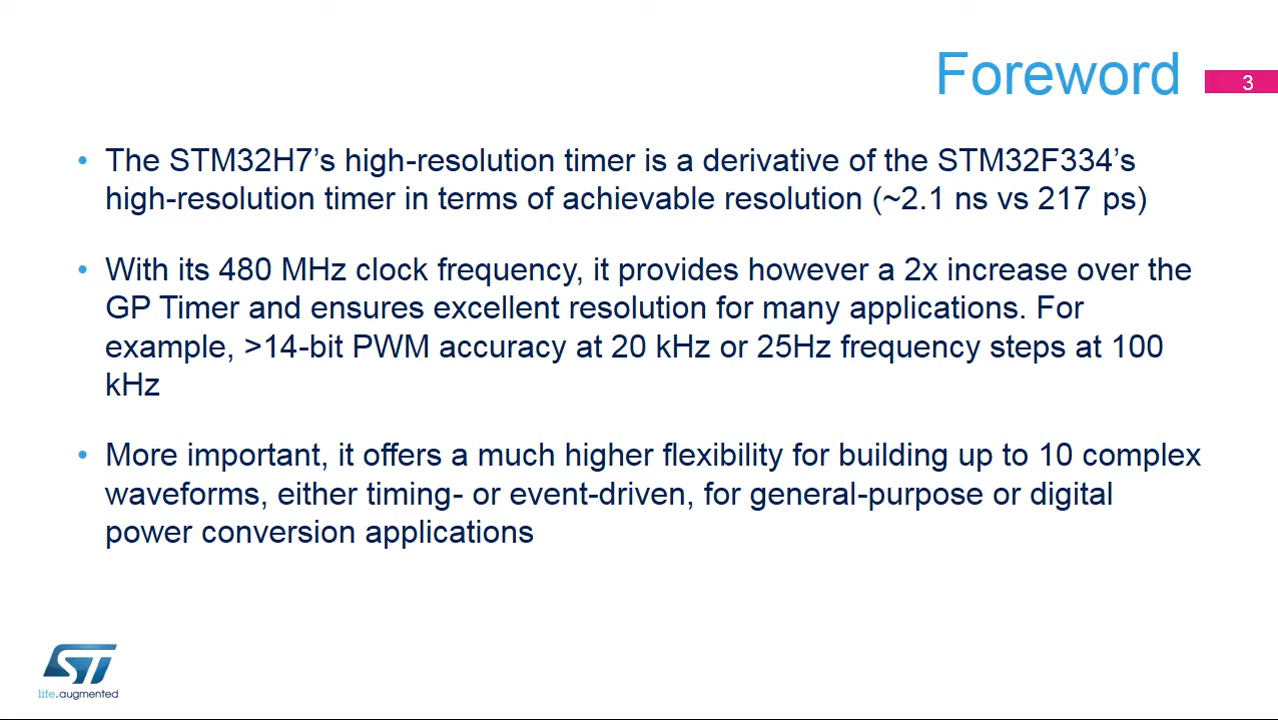 Foreword
3
• The STM32H7’s high-resolution timer is a derivative of the STM32F334’s
high-resolution timer in terms of achievable resolution (~2.1 ns vs 217 ps)
• With its 480 MHz clock frequency, it provides however a 2x increase over the
GP Timer and ensures excellent resolution for many applications. For
example, >14-bit PWM accuracy at 20 kHz or 25Hz frequency steps at 100
kHz
• More important, it offers a much higher flexibility for building up to 10 complex
waveforms, either timing- or event-driven, for general-purpose or digital
power conversion applications
ST
life.augmented